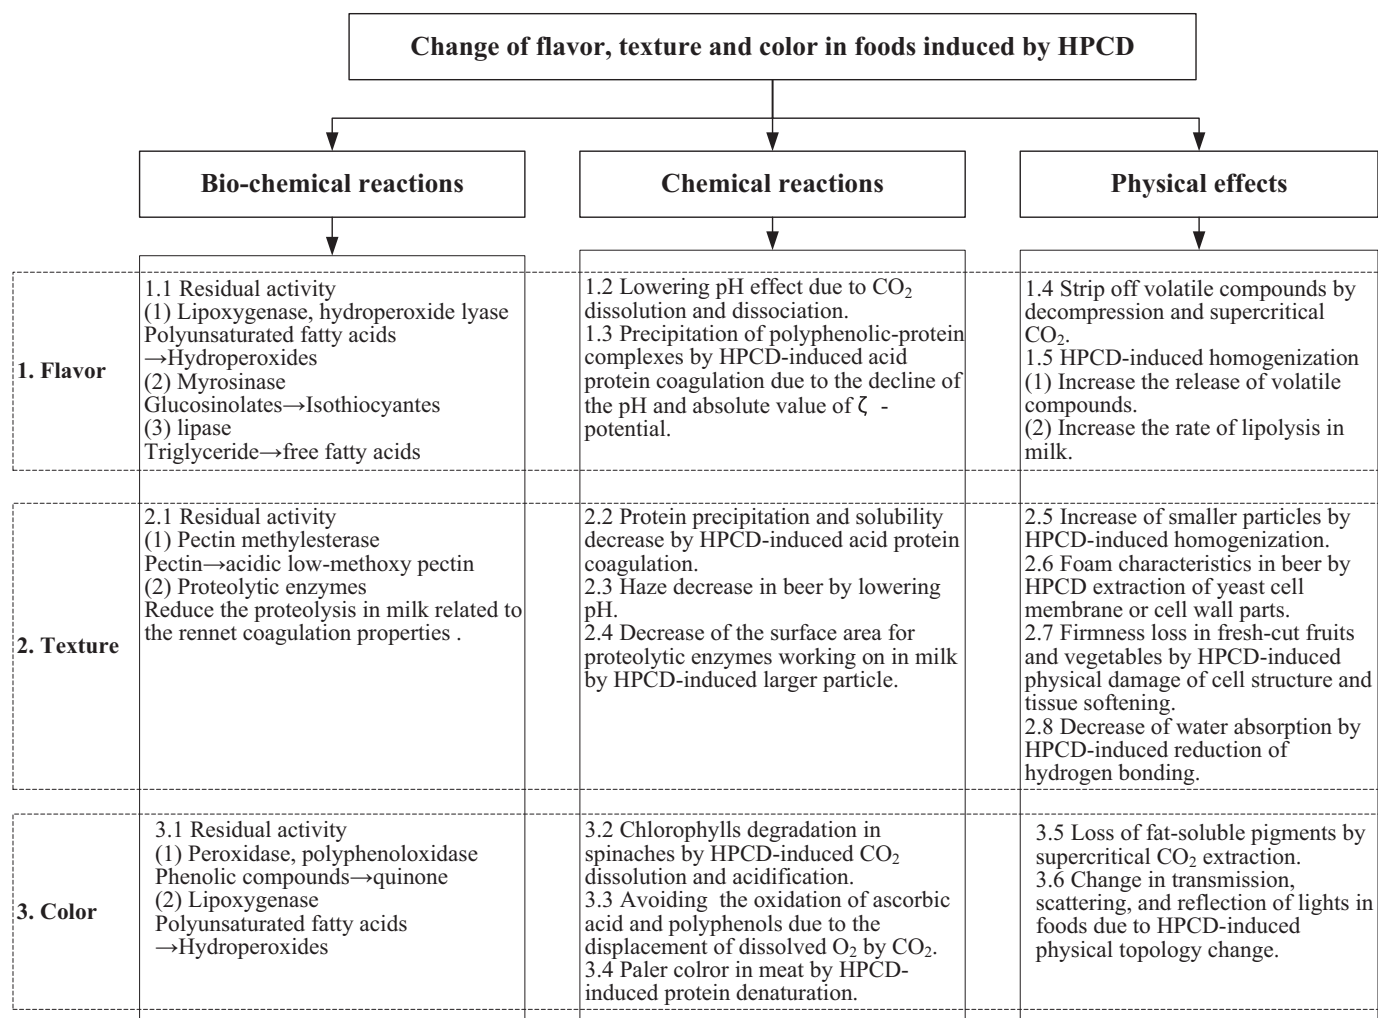 Change of flavor, texture and color in foods induced by HPCD
Bio-chemical reactions
Chemical reactions
Physical effects
1. Flavor
1.1 Residual activity
(1) Lipoxygenase, hydroperoxide lyase
Polyunsaturated fatty acids
→Hydroperoxides
(2) Myrosinase
Glucosinolates→Isothiocyantes
(3) lipase
Triglyceride→free fatty acids
1.2 Lowering pH effect due to CO₂
dissolution and dissociation.
1.3 Precipitation of polyphenolic-protein
complexes by HPCD-induced acid
protein coagulation due to the decline of
the pH and absolute value of ζ -
potential.
1.4 Strip off volatile compounds by
decompression and supercritical
CO₂.
1.5 HPCD-induced homogenization
(1) Increase the release of volatile
compounds.
(2) Increase the rate of lipolysis in
milk.
2. Texture
2.1 Residual activity
(1) Pectin methylesterase
Pectin→acidic low-methoxy pectin
(2) Proteolytic enzymes
Reduce the proteolysis in milk related to
the rennet coagulation properties .
2.2 Protein precipitation and solubility
decrease by HPCD-induced acid protein
coagulation.
2.3 Haze decrease in beer by lowering
pH.
2.4 Decrease of the surface area for
proteolytic enzymes working on in milk
by HPCD-induced larger particle.
2.5 Increase of smaller particles by
HPCD-induced homogenization.
2.6 Foam characteristics in beer by
HPCD extraction of yeast cell
membrane or cell wall parts.
2.7 Firmness loss in fresh-cut fruits
and vegetables by HPCD-induced
physical damage of cell structure and
tissue softening.
2.8 Decrease of water absorption by
HPCD-induced reduction of
hydrogen bonding.
3. Color
3.1 Residual activity
(1) Peroxidase, polyphenoloxidase
Phenolic compounds→quinone
(2) Lipoxygenase
Polyunsaturated fatty acids
→Hydroperoxides
3.2 Chlorophylls degradation in
spinaches by HPCD-induced CO₂
dissolution and acidification.
3.3 Avoiding the oxidation of ascorbic
acid and polyphenols due to the
displacement of dissolved O₂ by CO₂.
3.4 Paler colror in meat by HPCD-
induced protein denaturation.
3.5 Loss of fat-soluble pigments by
supercritical CO₂ extraction.
3.6 Change in transmission,
scattering, and reflection of lights in
foods due to HPCD-induced
physical topology change.